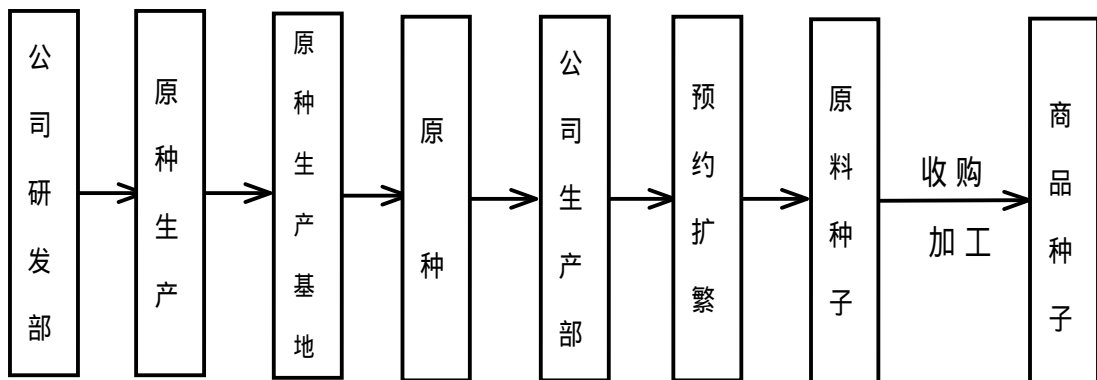 公司研发部
原种生产
原种生产基地
原种
公司生产部
预约扩繁
原料种子
收购
加工
商品种子